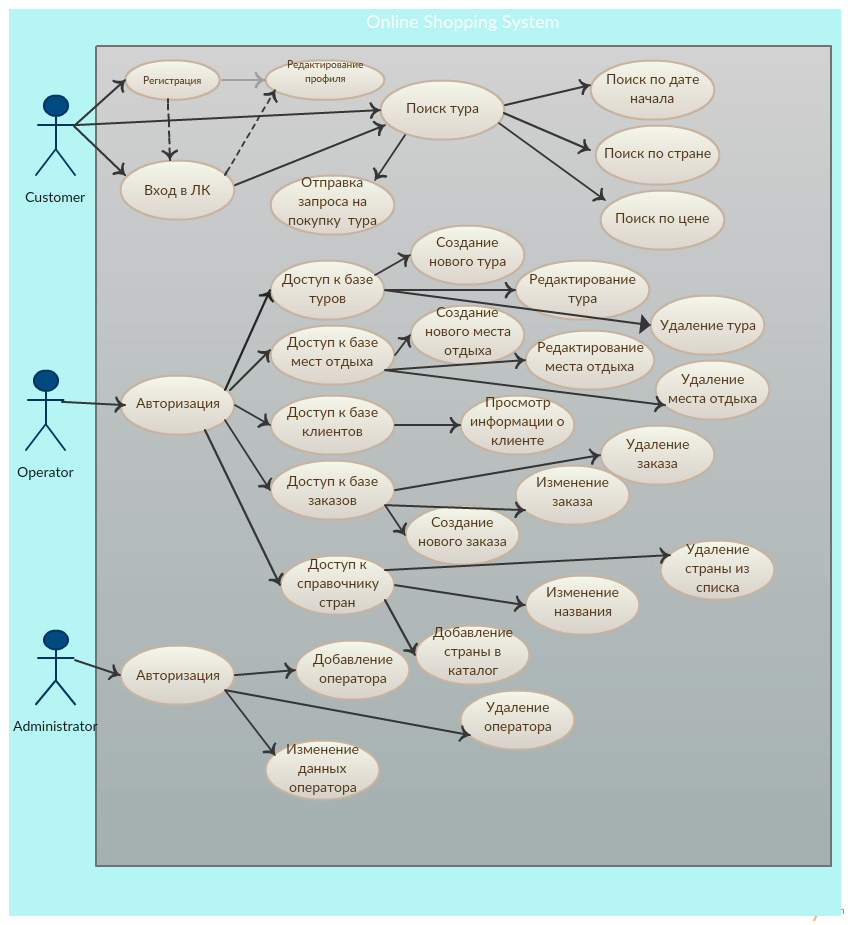 Online Shopping System
Регистрация
Редактирование
профиля
Поиск тура
Поиск по дате
начала
Customer
Вход в ЛК
Отправка
запроса на
покупку тура
Поиск по стране
Поиск по цене
Создание
нового тура
Доступ к базе
туров
Редактирование
тура
Удаление тура
Доступ к базе
мест отдыха
Создание
нового места
отдыха
Редактирование
места отдыха
Удаление
места отдыха
Operator
Авторизация
Доступ к базе
клиентов
Просмотр
информации о
клиенте
Удаление
заказа
Доступ к базе
заказов
Изменение
заказа
Создание
нового заказа
Доступ к
справочнику
стран
Удаление
страны из
списка
Изменение
названия
Добавление
страны в
каталог
Administrator
Авторизация
Добавление
оператора
Удаление
оператора
Изменение
данных
оператора